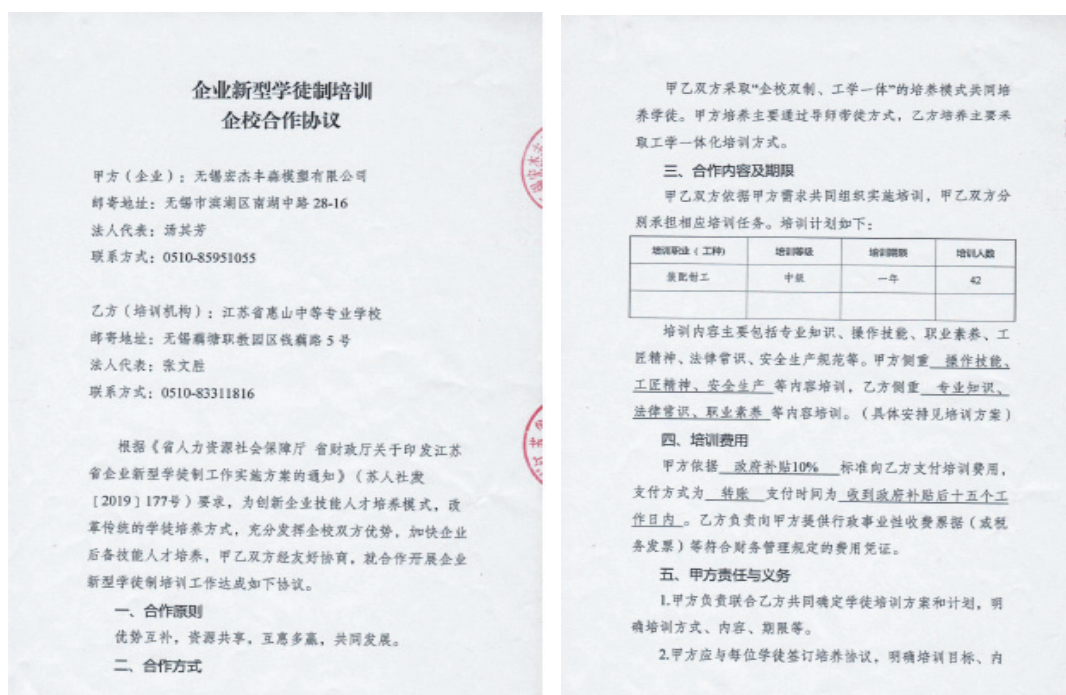 企业新型学徒制培训
企校合作协议
甲方（企业）：无锡宏杰丰森模塑有限公司
邮寄地址：无锡市滨湖区南湖中路 28-16
法人代表：汤其芳
联系方式：0510-85951055
乙方（培训机构）：江苏省惠山中等专业学校
邮寄地址：无锡藕塘职教园区钱藕路 5 号
法人代表：张文胜
联系方式：0510-83311816
根据《省人力资源社会保障厅 省财政厅关于印发江苏
省企业新型学徒制工作实施方案的通知》（苏人社发
〔2019〕177号）要求，为创新企业技能人才培养模式，改
革传统的学徒培养方式，充分发挥企校双方优势，加快企业
后备技能人才培养，甲乙双方经友好协商，就合作开展企业
新型学徒制培训工作达成如下协议。
一、合作原则
优势互补，资源共享，互惠多赢，共同发展。
二、合作方式
甲乙双方采取“企校双制、工学一体”的培养模式共同培
养学徒。甲方培养主要通过导师带徒方式，乙方培养主要采
取工学一体化培训方式。
三、合作内容及期限
甲乙双方依据甲方需求共同组织实施培训，甲乙双方分
别承担相应培训任务。培训计划如下：
培训职业（工种） 培训等级 培训期限 培训人数
装配钳工 中级 一年 42
培训内容主要包括专业知识、操作技能、职业素养、工
匠精神、法律常识、安全生产规范等。甲方侧重 操作技能、
工匠精神、安全生产 等内容培训，乙方侧重 专业知识、
法律常识、职业素养 等内容培训。（具体安排见培训方案）
四、培训费用
甲方依据 政府补贴10% 标准向乙方支付培训费用，
支付方式为 转账 支付时间为 收到政府补贴后十五个工
作日内 。乙方负责向甲方提供行政事业性收费票据（或税
务发票）等符合财务管理规定的费用凭证。
五、甲方责任与义务
1.甲方负责联合乙方共同确定学徒培训方案和计划，明
确培训方式、内容、期限等。
2.甲方应与每位学徒签订培养协议，明确培训目标、内